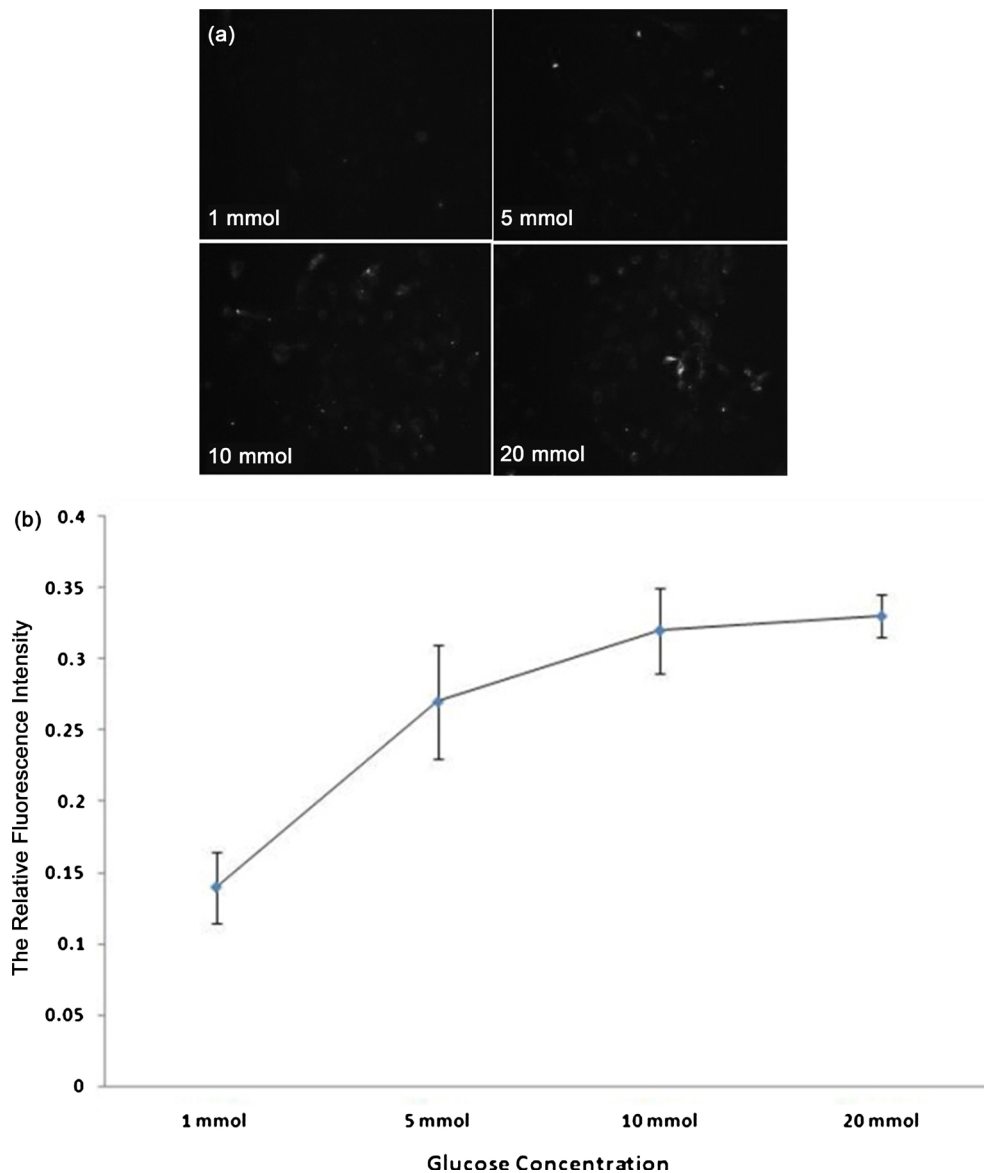 (a)
1 mmol
5 mmol
10 mmol
20 mmol
(b)
The Relative Fluorescence Intensity
0.4
0.35
0.3
0.25
0.2
0.15
0.1
0.05
0
1 mmol
5 mmol
10 mmol
20 mmol
Glucose Concentration